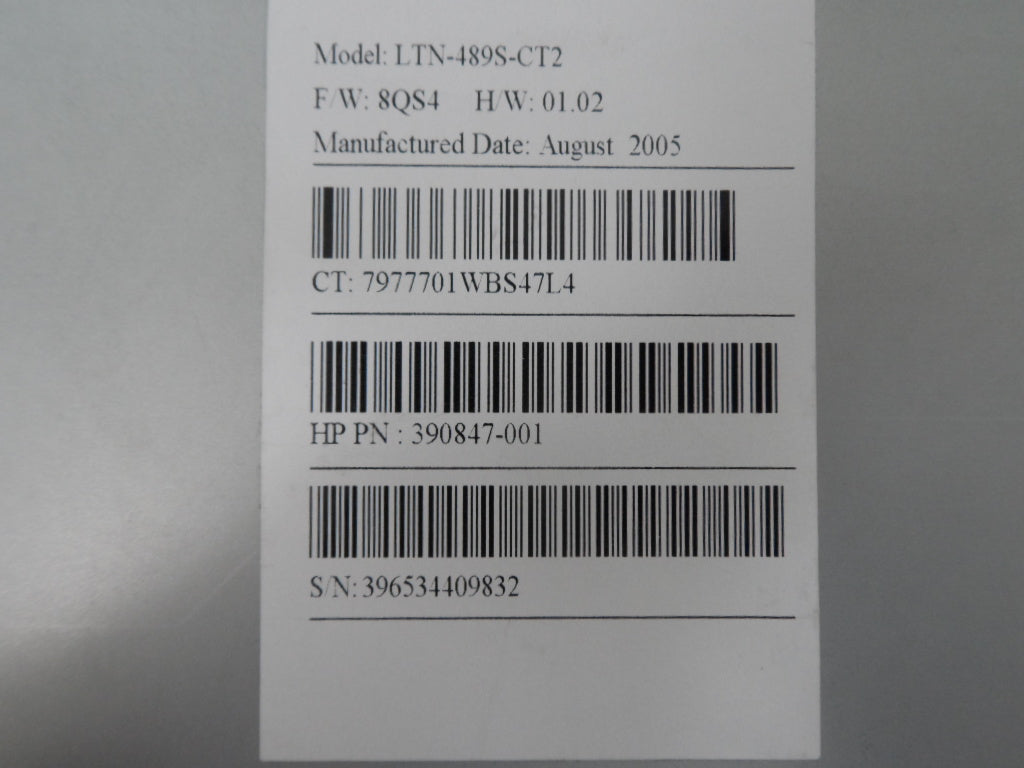 Model: LTN-489S-CT2
F/W: 8QS4 H/W: 01.02
Manufactured Date: August 2005
CT: 7977701WBS47L4
HP PN : 390847-001
S/N: 396534409832